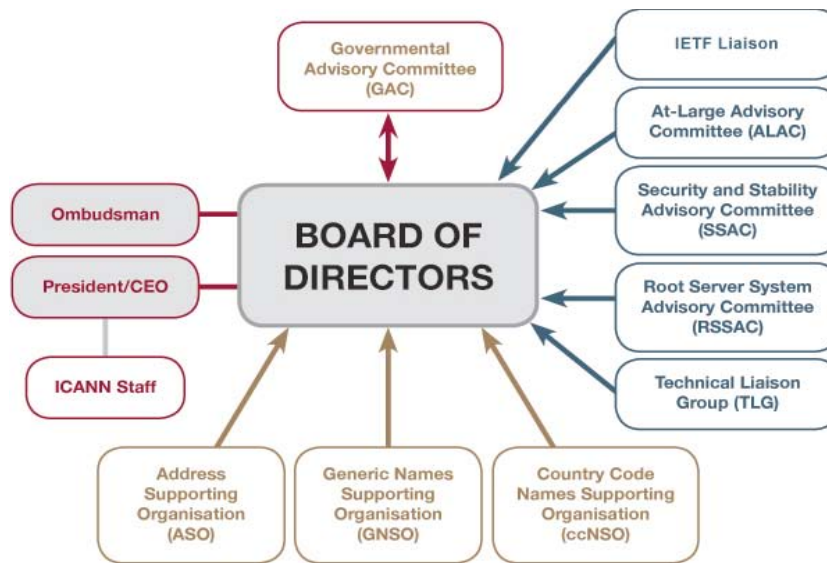 Governmental
Advisory Committee
(GAC)
IETF Liaison
At-Large Advisory
Committee (ALAC)
Security and Stability
Advisory Committee
(SSAC)
Root Server System
Advisory Committee
(RSSAC)
Technical Liaison
Group (TLG)
Ombudsman
President/CEO
ICANN Staff
BOARD OF
DIRECTORS
Address
Supporting
Organisation
(ASO)
Generic Names
Supporting
Organisation
(GNSO)
Country Code
Names Supporting
Organisation
(ccNSO)